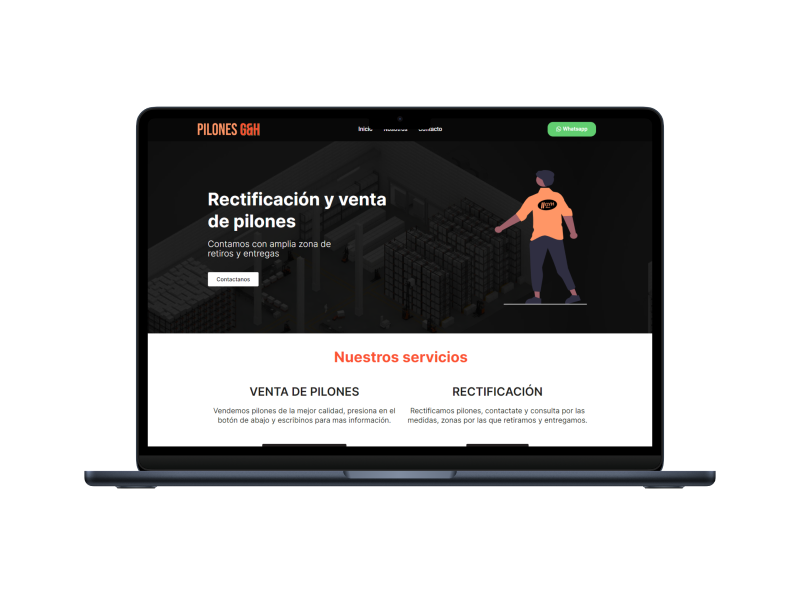 PILONES G&H
Inicio Nosotros Contacto
Whatsapp
Rectificación y venta
de pilones
Contamos con amplia zona de
retiros y entregas
Contactanos
Nuestros servicios
VENTA DE PILONES
Vendemos pilones de la mejor calidad, presiona en el
botón de abajo y escribinos para mas información.
RECTIFICACIÓN
Rectificamos pilones, contactate y consulta por las
medidas, zonas por las que retiramos y entregamos.